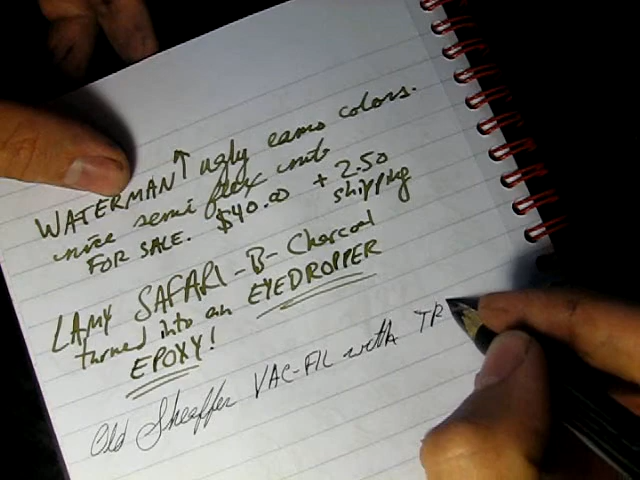 WATERMAN ↑ ugly camo colors.
nice semi flex nib
FOR SALE. $40.00 + 2.50 shipping
LAMY SAFARI -B- Charcoal
turned into an EYEDROPPER
EPOXY!
Old Sheaffer VAC-FIL with TR